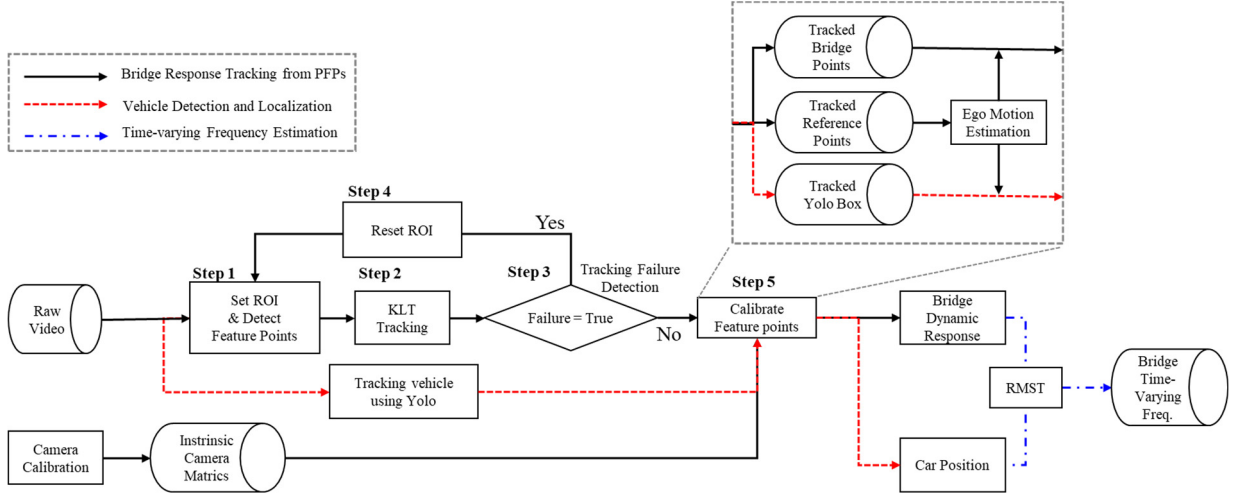 Bridge Response Tracking from PFPs
Vehicle Detection and Localization
Time-varying Frequency Estimation
Tracked
Bridge
Points
Tracked
Reference
Points
Ego Motion
Estimation
Tracked
Yolo Box
Step 4
Reset ROI
Yes
Step 1
Step 2
Step 3
Tracking Failure
Detection
Step 5
Raw
Video
Set ROI
& Detect
Feature Points
KLT
Tracking
Failure = True
No
Calibrate
Feature points
Bridge
Dynamic
Response
Tracking vehicle
using Yolo
RMST
Bridge
Time-
Varying
Freq.
Camera
Calibration
Instrinsic
Camera
Matrics
Car Position